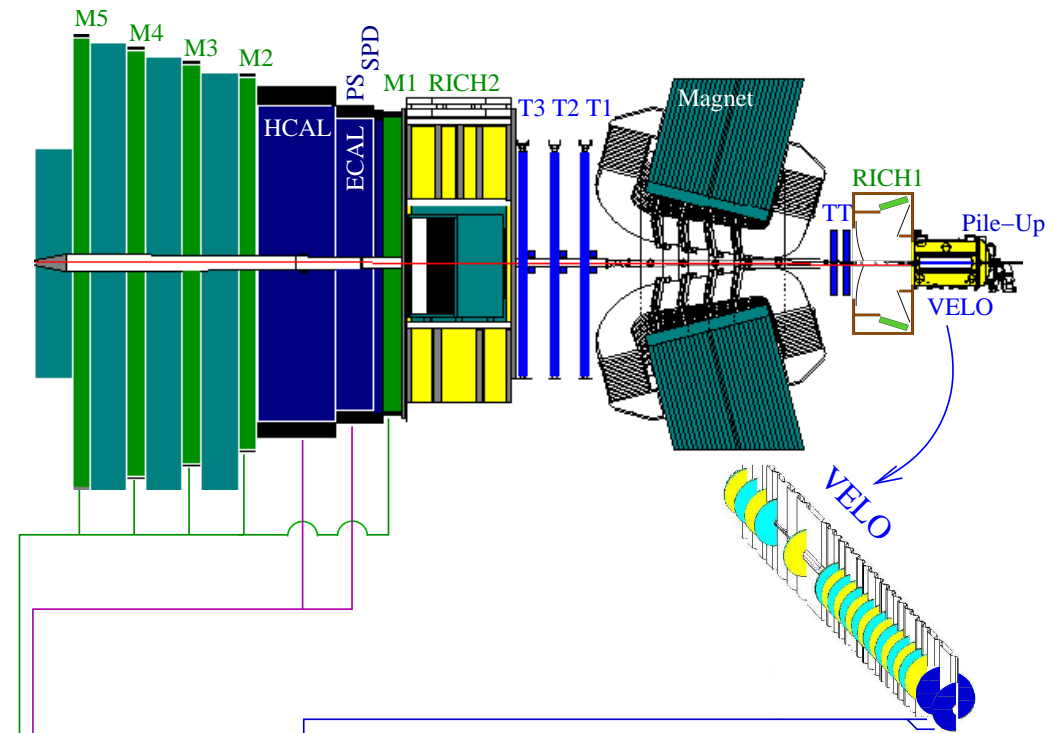 M5
M4
M3
M2
PS
SPD
M1 RICH2
T3 T2 T1
Magnet
HCAL
ECAL
RICH1
TT
Pile–Up
VELO
VELO